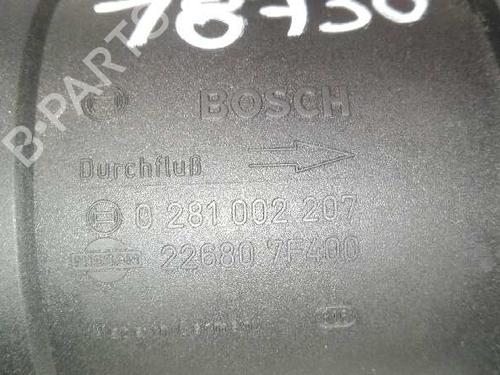 78730
BOSCH
Durchfluß
0 281 002 207
NISSAN 22680 7F400
B-PARTS